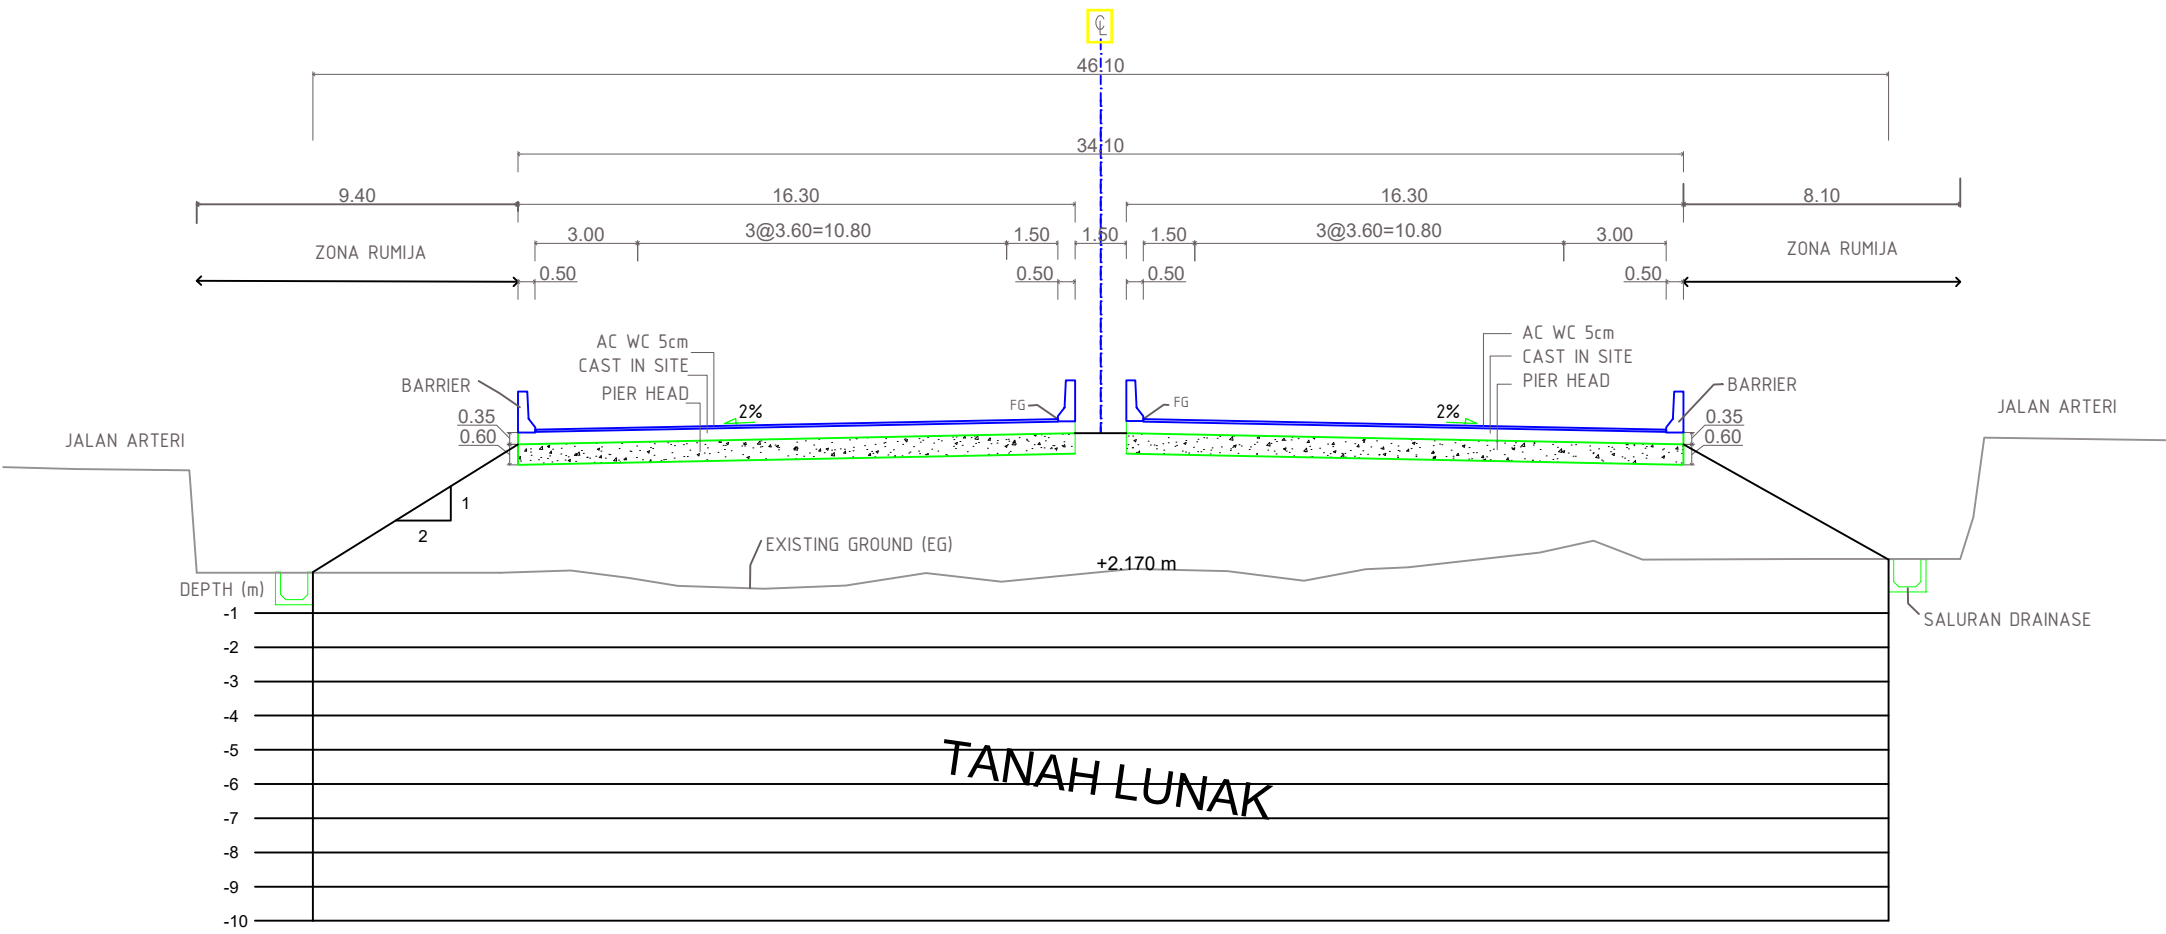 ℄
46.10
34.10
9.40
16.30
16.30
8.10
3.00
3@3.60=10.80
1.50
1.50
1.50
3@3.60=10.80
3.00
ZONA RUMIJA
ZONA RUMIJA
0.50
0.50
0.50
0.50
AC WC 5cm
CAST IN SITE
PIER HEAD
AC WC 5cm
CAST IN SITE
PIER HEAD
BARRIER
BARRIER
2%
FG
FG
2%
0.35
0.60
0.35
0.60
JALAN ARTERI
JALAN ARTERI
1
2
EXISTING GROUND (EG)
+2.170 m
DEPTH (m)
SALURAN DRAINASE
-1
-2
-3
-4
-5
-6
-7
-8
-9
-10
TANAH LUNAK